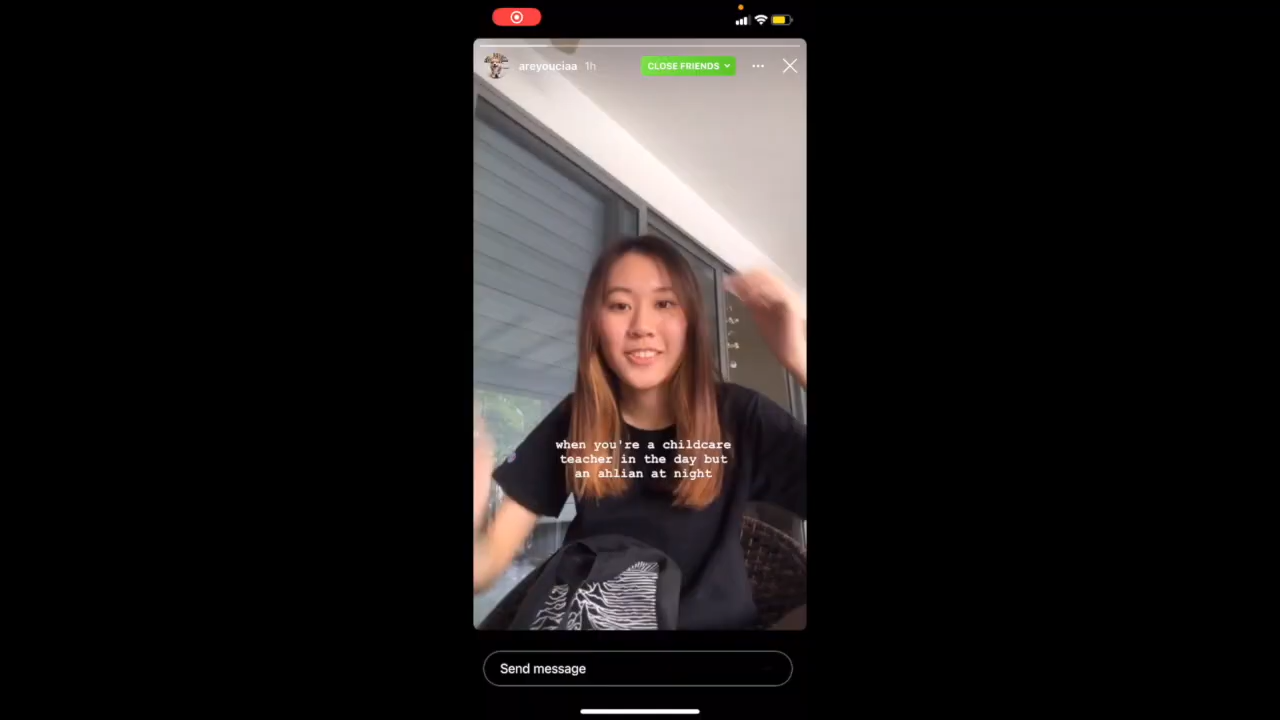 areyouciaa 1h CLOSE FRIENDS
when you're a childcare
teacher in the day but
an ahlian at night
Send message